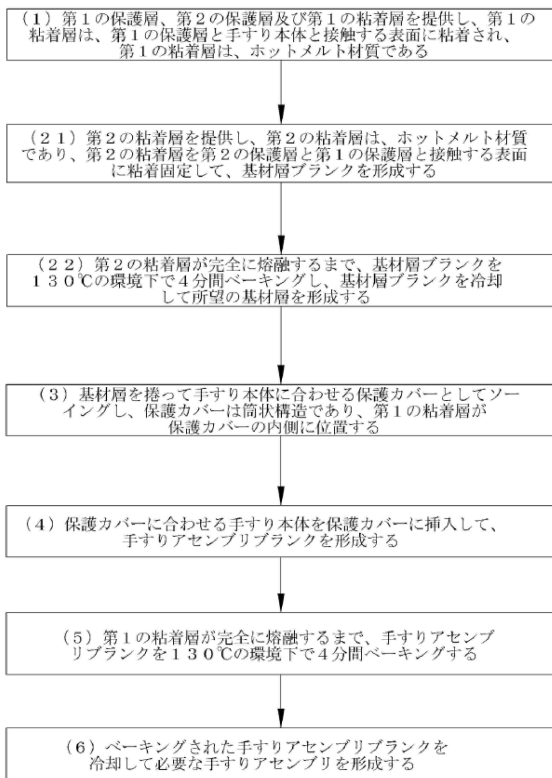 （１）第１の保護層、第２の保護層及び第１の粘着層を提供し、第１の
粘着層は、第１の保護層と手すり本体と接触する表面に粘着され、
第１の粘着層は、ホットメルト材質である
（２１）第２の粘着層を提供し、第２の粘着層は、ホットメルト材質
であり、第２の粘着層を第２の保護層と第１の保護層と接触する表面
に粘着固定して、基材層ブランクを形成する
（２２）第２の粘着層が完全に熔融するまで、基材層ブランクを
１３０℃の環境下で４分間ベーキングし、基材層ブランクを冷却
して所望の基材層を形成する
（３）基材層を捲って手すり本体に合わせる保護カバーとしてソー
イングし、保護カバーは筒状構造であり、第１の粘着層が
保護カバーの内側に位置する
（４）保護カバーに合わせる手すり本体を保護カバーに挿入して、
手すりアセンブリブランクを形成する
（５）第１の粘着層が完全に熔融するまで、手すりアセンブ
リブランクを１３０℃の環境下で４分間ベーキングする
（６）ベーキングされた手すりアセンブリブランクを
冷却して必要な手すりアセンブリを形成する